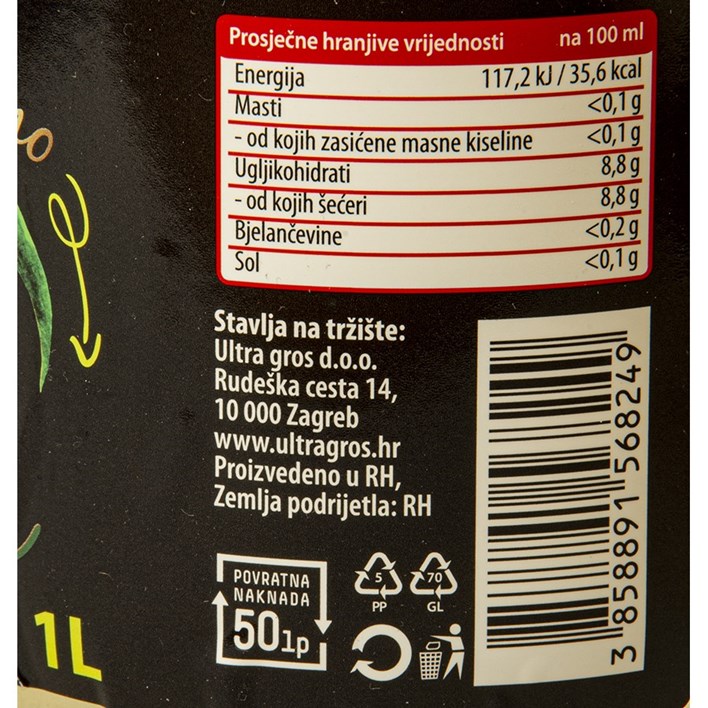 Prosječne hranjive vrijednosti na 100 ml
Energija 117,2 kJ / 35,6 kcal
Masti <0,1 g
- od kojih zasićene masne kiseline <0,1 g
Ugljikohidrati 8,8 g
- od kojih šećeri 8,8 g
Bjelančevine <0,2 g
Sol <0,1 g
Stavlja na tržište:
Ultra gros d.o.o.
Rudeška cesta 14,
10 000 Zagreb
www.ultragros.hr
Proizvedeno u RH,
Zemlja podrijetla: RH
3 858891 568249
POVRATNA
NAKNADA
50 lp
5
PP
70
GL
1L